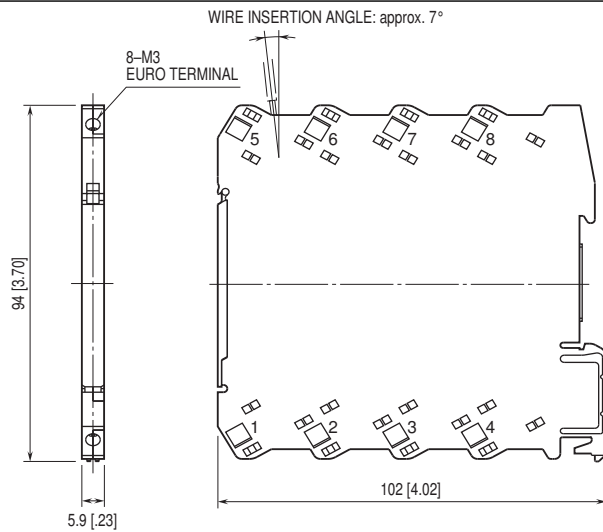 WIRE INSERTION ANGLE: approx. 7°
8–M3
EURO TERMINAL
5 6 7 8
94 [3.70]
1 2 3 4
102 [4.02]
5.9 [.23]